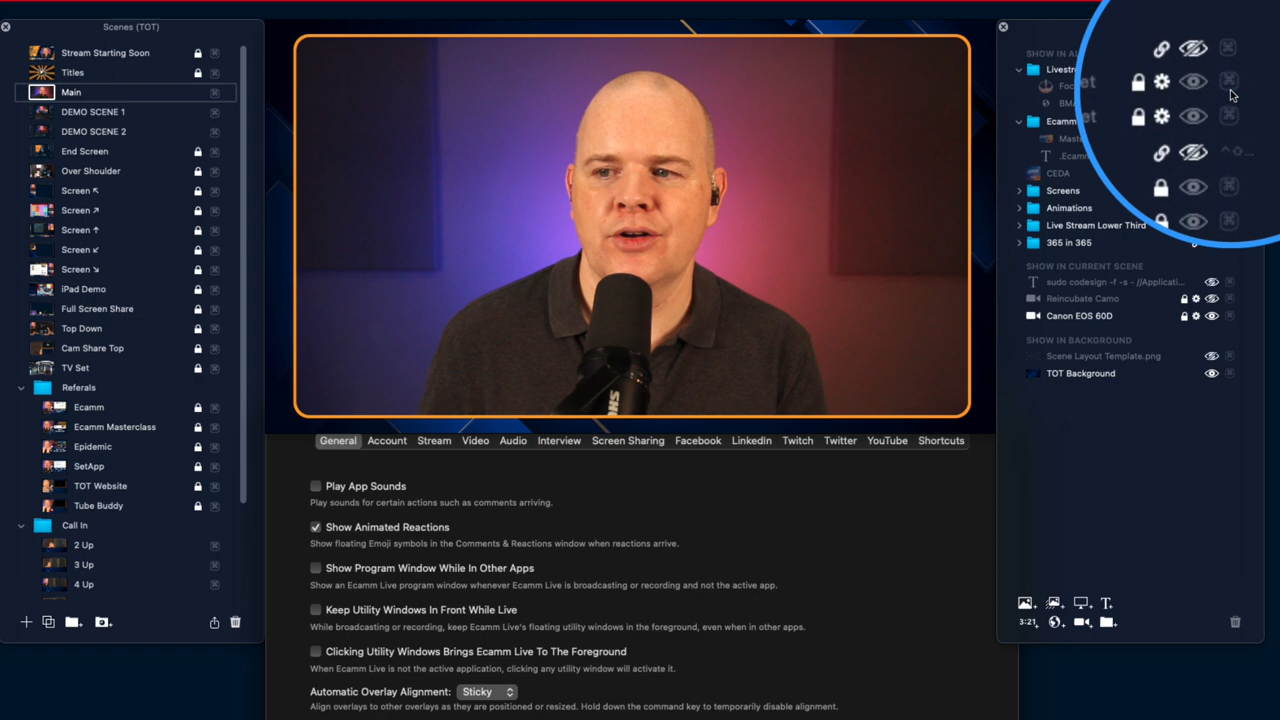 Scenes (TOT)
Stream Starting Soon
Titles
Main
DEMO SCENE 1
DEMO SCENE 2
End Screen
Over Shoulder
Screen ↖
Screen ↗
Screen ↑
Screen ↙
Screen ↘
iPad Demo
Full Screen Share
Top Down
Cam Share Top
TV Set
Referals
Ecamm
Ecamm Masterclass
Epidemic
SetApp
TOT Website
Tube Buddy
Call In
2 Up
3 Up
4 Up
General Account Stream Video Audio Interview Screen Sharing Facebook LinkedIn Twitch Twitter YouTube Shortcuts
Play App Sounds
Play sounds for certain actions such as comments arriving.
Show Animated Reactions
Show floating Emoji symbols in the Comments & Reactions window when reactions arrive.
Show Program Window While In Other Apps
Show an Ecamm Live program window whenever Ecamm Live is broadcasting or recording and not the active app.
Keep Utility Windows In Front While Live
While broadcasting or recording, keep Ecamm Live's floating utility windows in the foreground, even when in other apps.
Clicking Utility Windows Brings Ecamm Live To The Foreground
When Ecamm Live is not the active application, clicking any utility window will activate it.
Automatic Overlay Alignment: Sticky
Align overlays to other overlays as they are positioned or resized. Hold down the command key to temporarily disable alignment.
SHOW IN
Livestre
Foc
BMA
Ecamm
Maste
.Ecamm
CEDA
Screens
Animations
Live Stream Lower Third
365 in 365
et
et
SHOW IN CURRENT SCENE
sudo codesign -f -s - //Applicati...
Reincubate Camo
Canon EOS 60D
SHOW IN BACKGROUND
Scene Layout Template.png
TOT Background
T
3:21